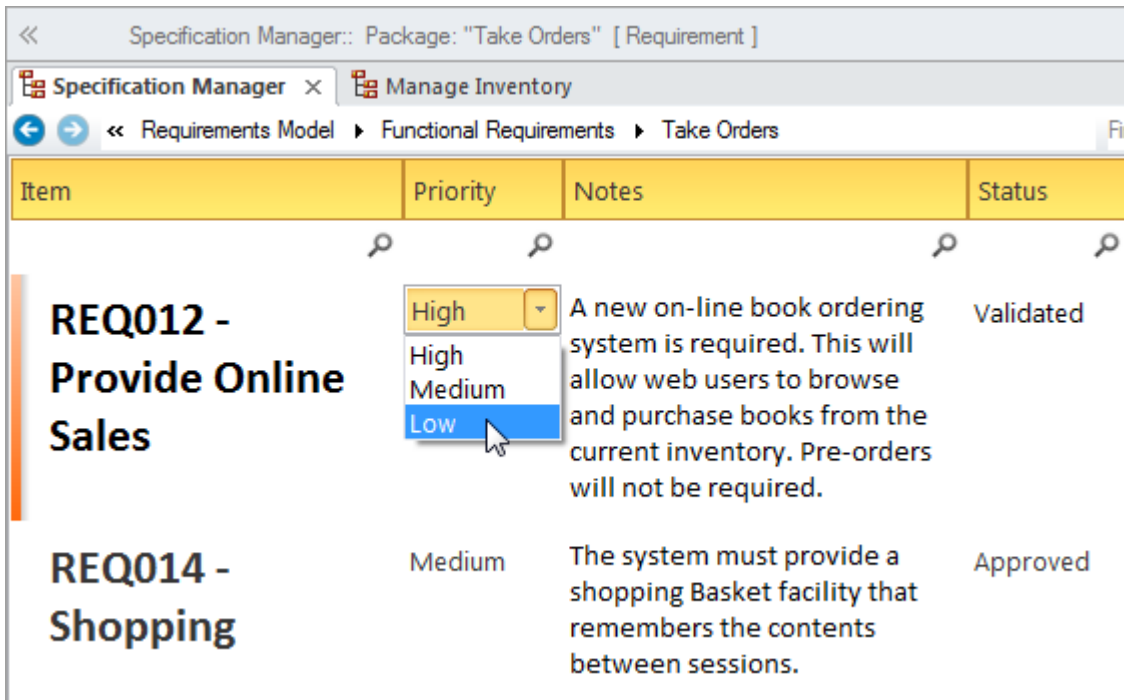 Specification Manager:: Package: "Take Orders" [ Requirement ]
Specification Manager Manage Inventory
Requirements Model Functional Requirements Take Orders
Item Priority Notes Status
REQ012 -
Provide Online
Sales
High
High
Medium
Low
A new on-line book ordering
system is required. This will
allow web users to browse
and purchase books from the
current inventory. Pre-orders
will not be required.
Validated
REQ014 -
Shopping
Medium
The system must provide a
shopping Basket facility that
remembers the contents
between sessions.
Approved